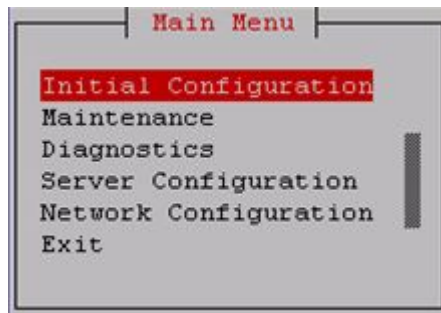 Main Menu
Initial Configuration
Maintenance
Diagnostics
Server Configuration
Network Configuration
Exit